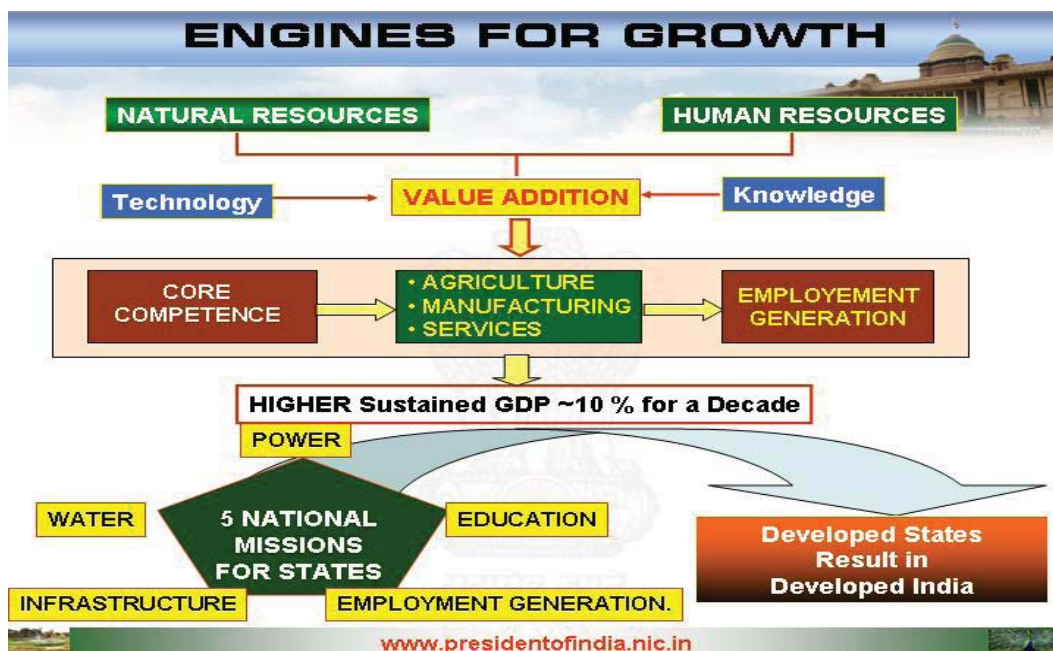 ENGINES FOR GROWTH
NATURAL RESOURCES
HUMAN RESOURCES
Technology
VALUE ADDITION
Knowledge
CORE
COMPETENCE
• AGRICULTURE
• MANUFACTURING
• SERVICES
EMPLOYEMENT
GENERATION
HIGHER Sustained GDP ~10 % for a Decade
POWER
WATER
5 NATIONAL
MISSIONS
FOR STATES
EDUCATION
INFRASTRUCTURE
EMPLOYMENT GENERATION.
Developed States
Result in
Developed India
www.presidentofindia.nic.in